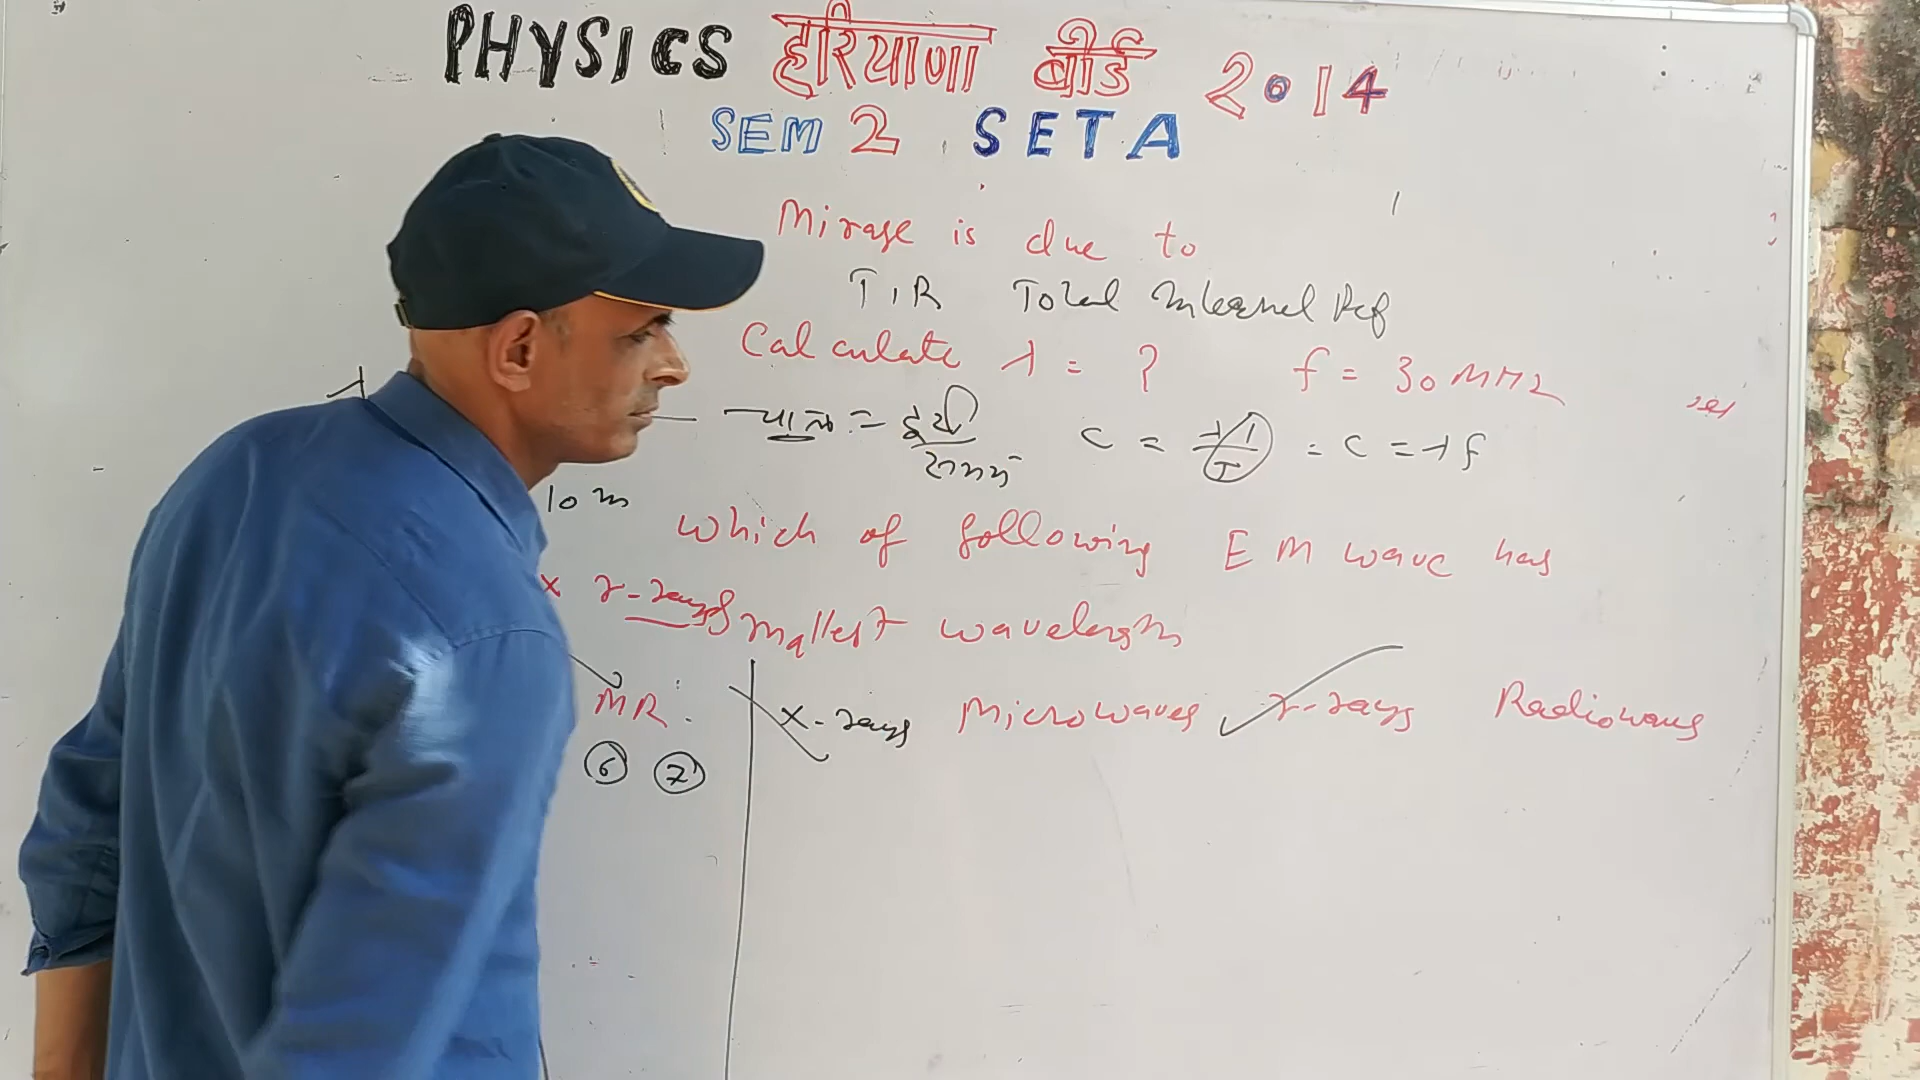 PHYSICS हरियाणा बोर्ड 2014
SEM 2 SET A
Mirage is due to
T.I.R Total Internal Ref
Calculate λ = ? f = 30 MHz
चाल = दूरी / समय c = λ / T = c = λf
10 m
which of following EM wave has
x γ-rays smallest wavelength
MR. x-rays Microwaves γ-rays Radiowaves
6 7